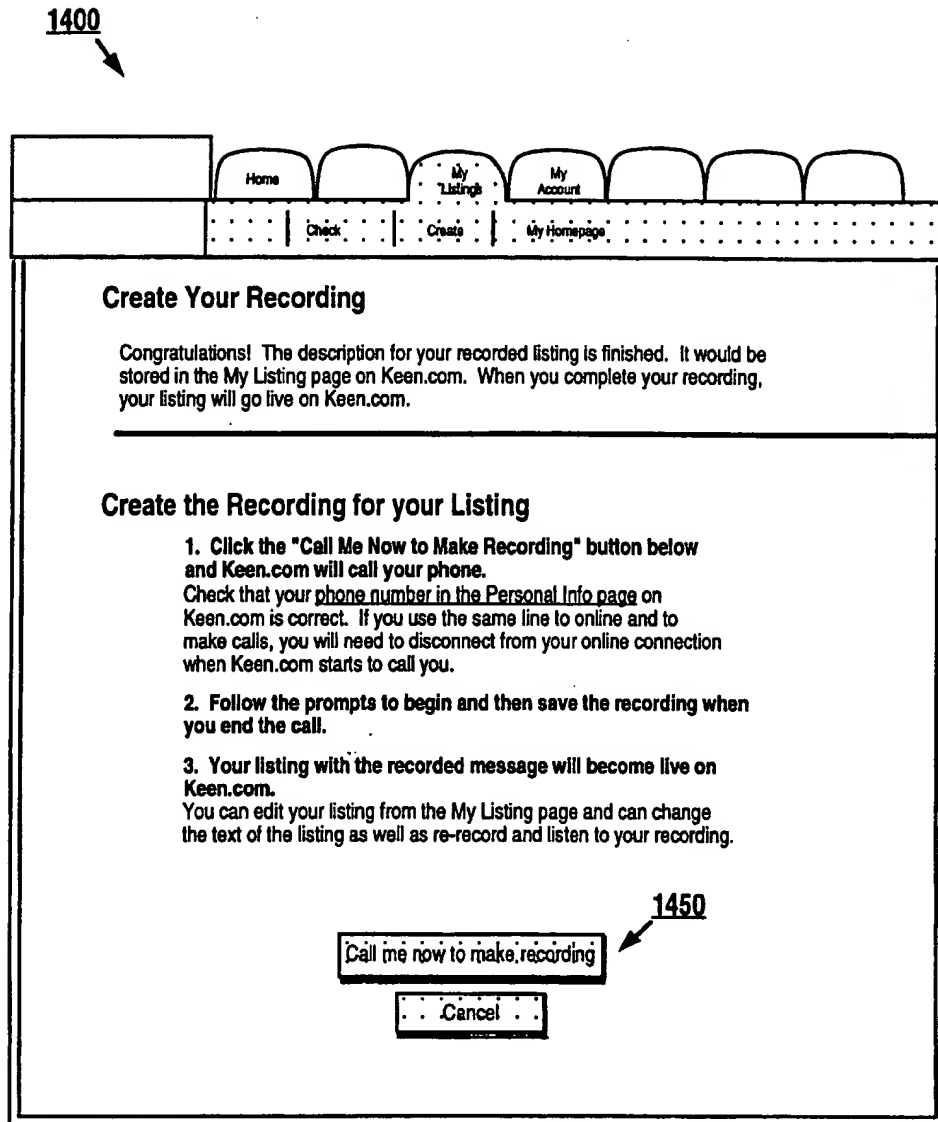 1400
Home
My
Listings
My
Account
Check
Create
My Homepage
Create Your Recording
Congratulations! The description for your recorded listing is finished. It would be
stored in the My Listing page on Keen.com. When you complete your recording,
your listing will go live on Keen.com.
Create the Recording for your Listing
1. Click the "Call Me Now to Make Recording" button below
and Keen.com will call your phone.
Check that your phone number in the Personal Info page on
Keen.com is correct. If you use the same line to online and to
make calls, you will need to disconnect from your online connection
when Keen.com starts to call you.
2. Follow the prompts to begin and then save the recording when
you end the call.
3. Your listing with the recorded message will become live on
Keen.com.
You can edit your listing from the My Listing page and can change
the text of the listing as well as re-record and listen to your recording.
1450
Call me now to make recording
Cancel